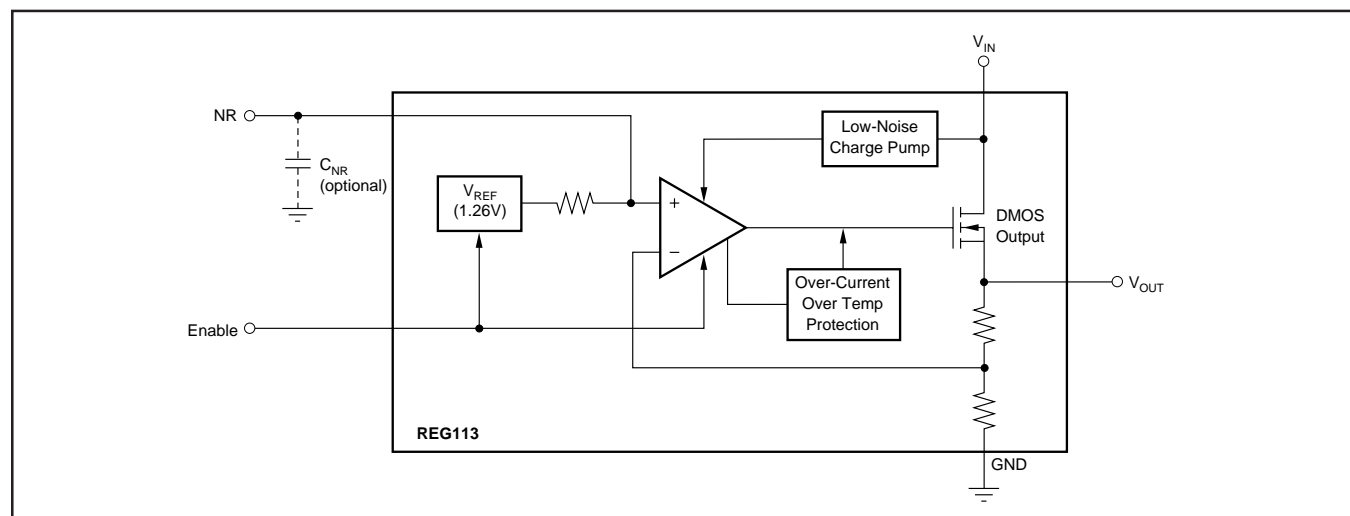 V_IN
NR
Low-Noise
Charge Pump
C_NR
(optional)
V_REF
(1.26V)
+
DMOS
Output
−
Over-Current
Over Temp
Protection
V_OUT
Enable
REG113
GND